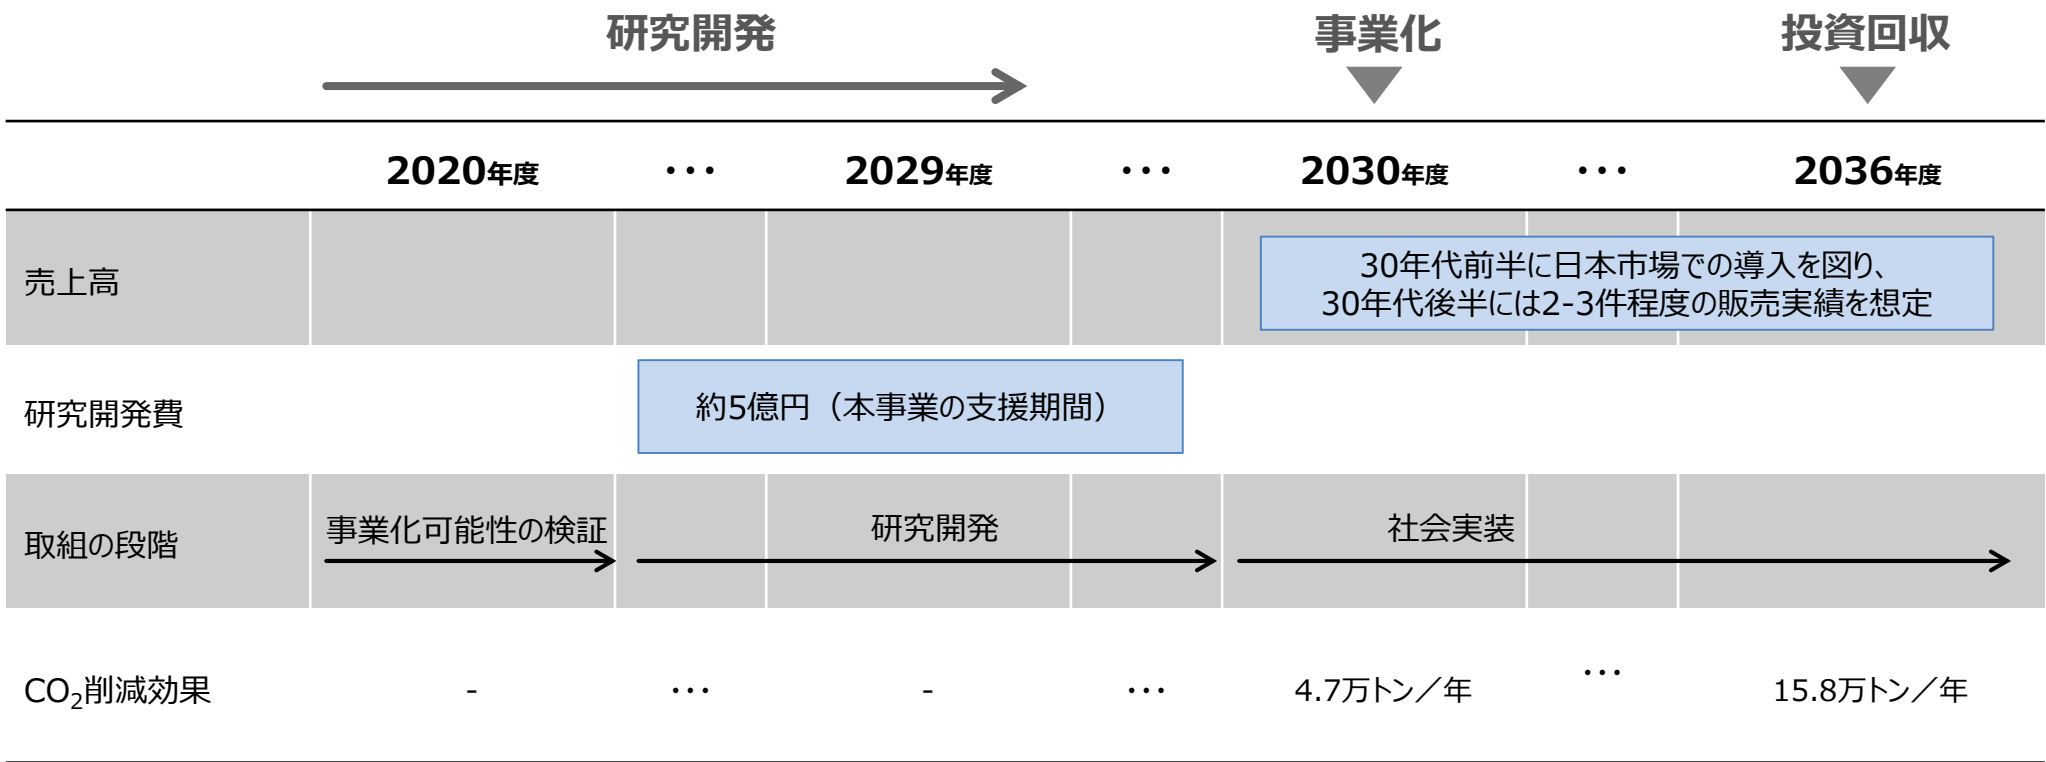 研究開発 事業化 投資回収
2020年度 ・・・ 2029年度 ・・・ 2030年度 ・・・ 2036年度
売上高
30年代前半に日本市場での導入を図り、
30年代後半には2-3件程度の販売実績を想定
研究開発費
約5億円（本事業の支援期間）
取組の段階 事業化可能性の検証 研究開発 社会実装
CO₂削減効果 - ・・・ - ・・・ 4.7万トン／年 ・・・ 15.8万トン／年